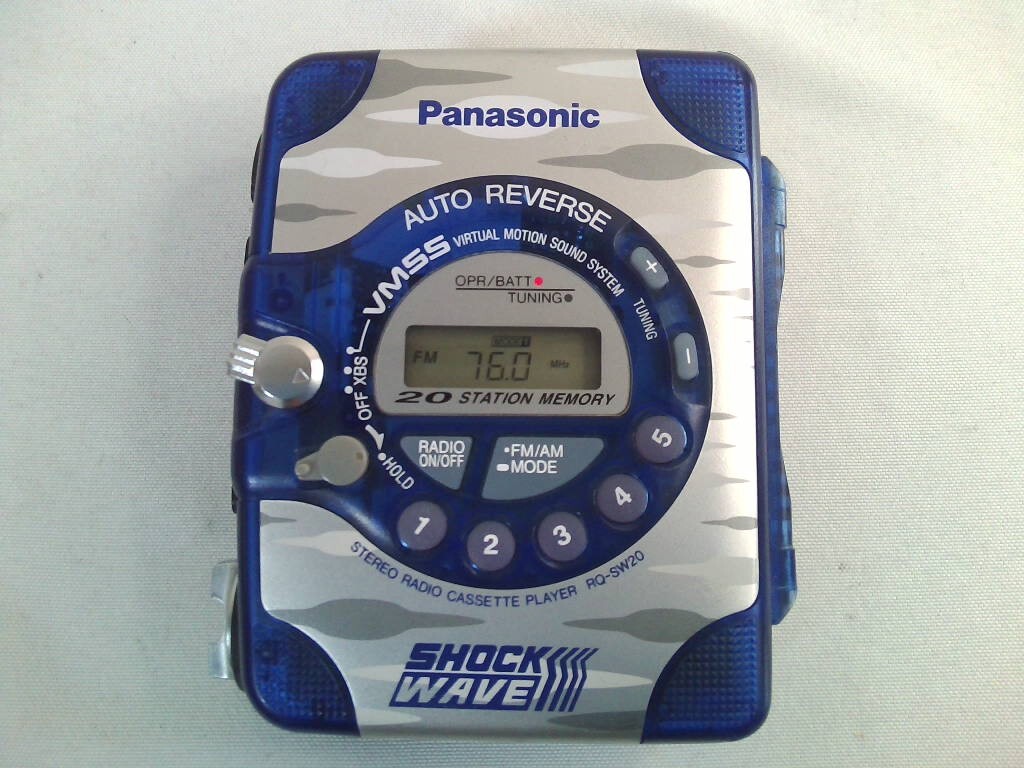 Panasonic
AUTO REVERSE
VMSS VIRTUAL MOTION SOUND SYSTEM
OPR/BATT
TUNING
+
TUNING
−
MODE 1
FM 76.0 MHz
20 STATION MEMORY
XBS
OFF
HOLD
RADIO
ON/OFF
•FM/AM
MODE
1 2 3 4 5
STEREO RADIO CASSETTE PLAYER RQ-SW20
SHOCK
WAVE